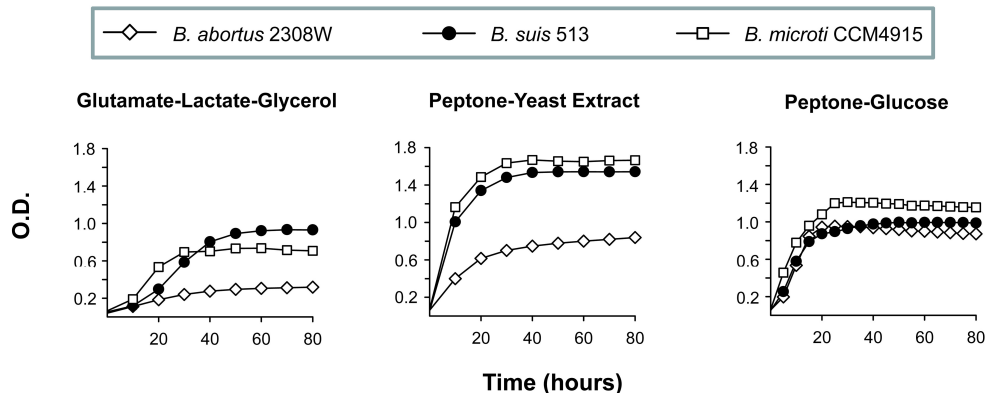 B. abortus 2308W B. suis 513 B. microti CCM4915
Glutamate-Lactate-Glycerol Peptone-Yeast Extract Peptone-Glucose
O.D.
1.8 1.8 1.8
1.4 1.4 1.4
1.0 1.0 1.0
0.6 0.6 0.6
0.2 0.2 0.2
20 40 60 80 20 40 60 80 20 40 60 80
Time (hours)